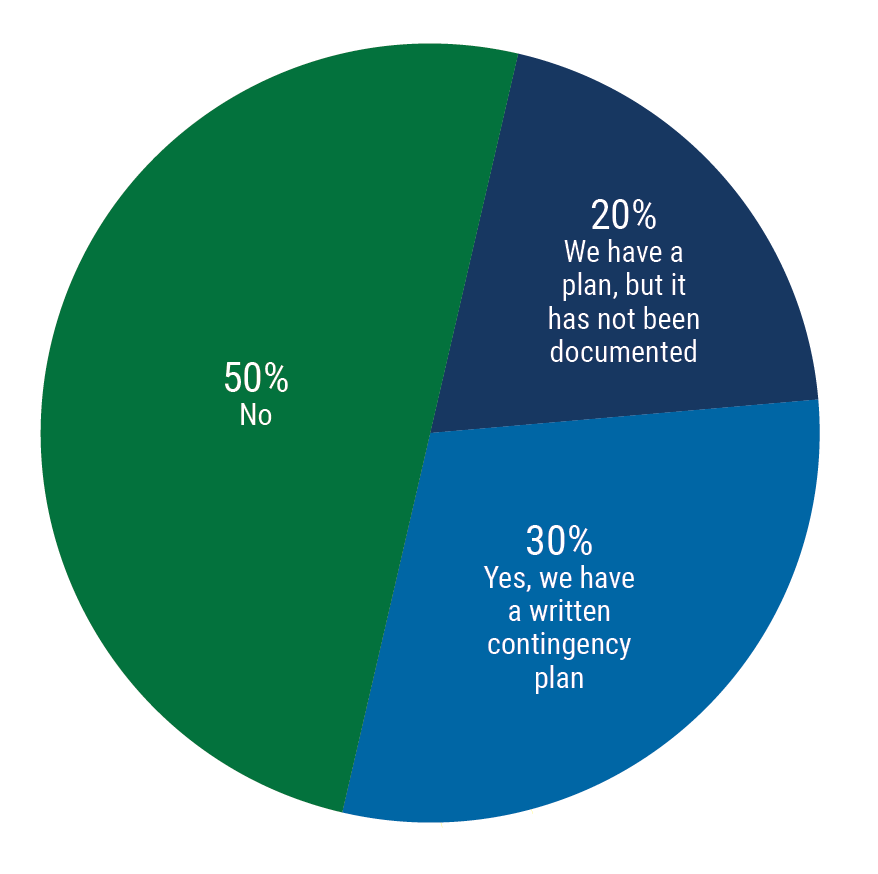 20%
We have a
plan, but it
has not been
documented
50%
No
30%
Yes, we have
a written
contingency
plan